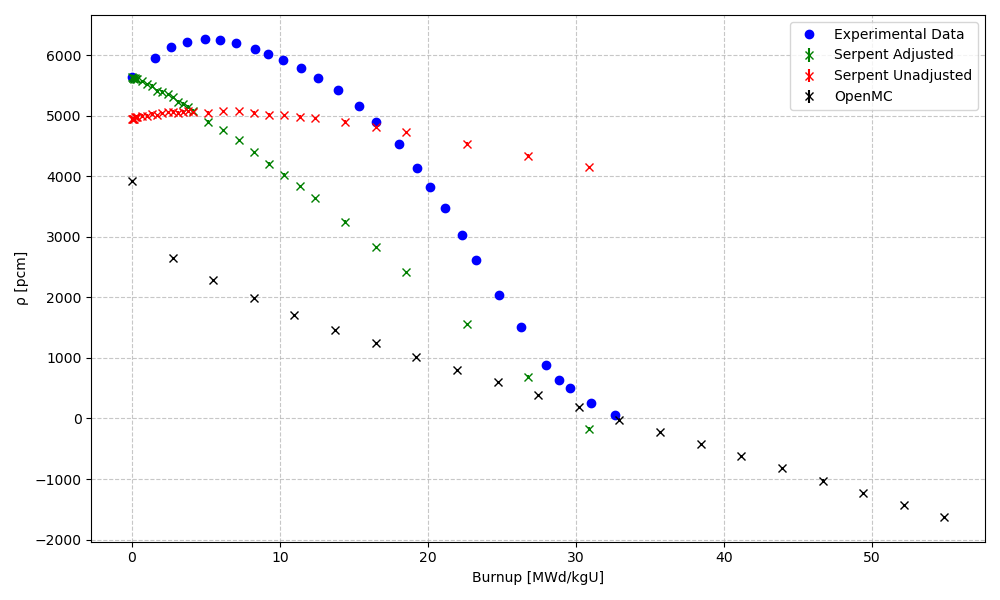 Experimental Data
Serpent Adjusted
Serpent Unadjusted
OpenMC
6000
5000
4000
3000
2000
1000
0
−1000
−2000
ρ [pcm]
0 10 20 30 40 50
Burnup [MWd/kgU]